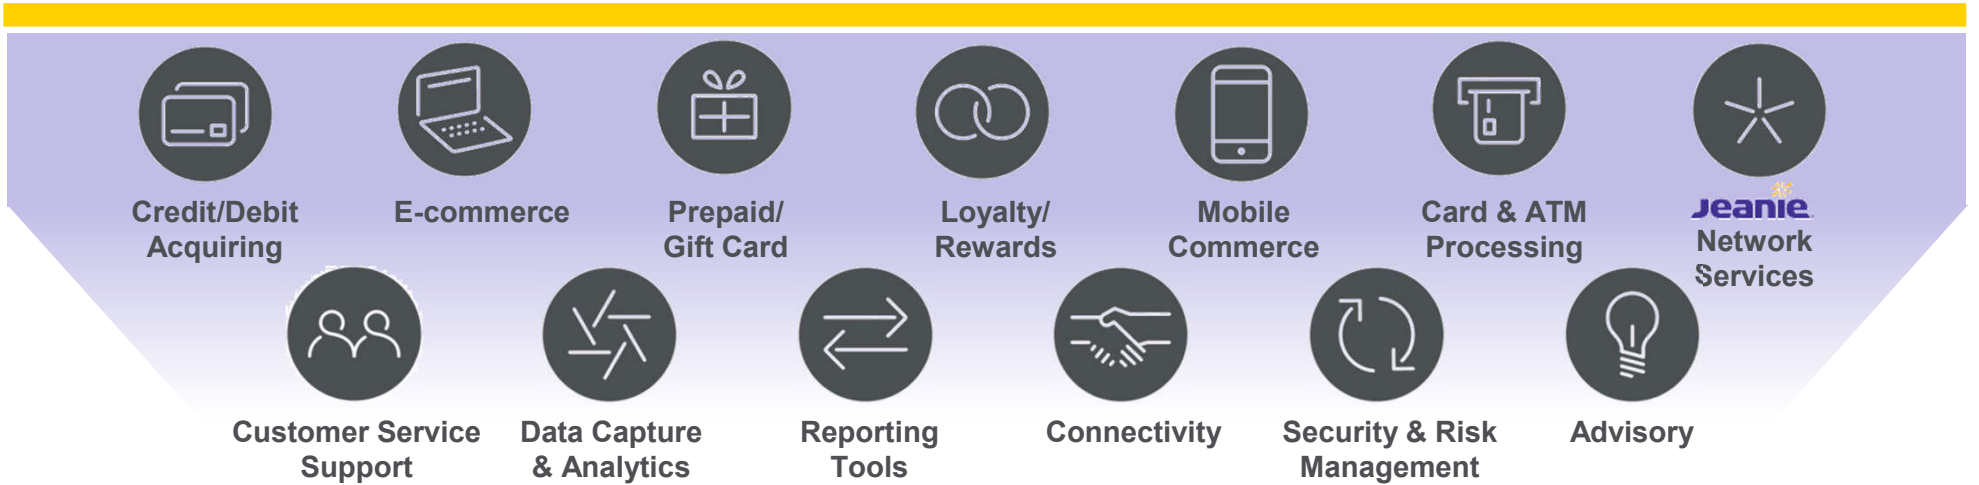 Credit/Debit
Acquiring
E-commerce
Prepaid/
Gift Card
Loyalty/
Rewards
Mobile
Commerce
Card & ATM
Processing
Jeanie
Network
Services
Customer Service
Support
Data Capture
& Analytics
Reporting
Tools
Connectivity
Security & Risk
Management
Advisory